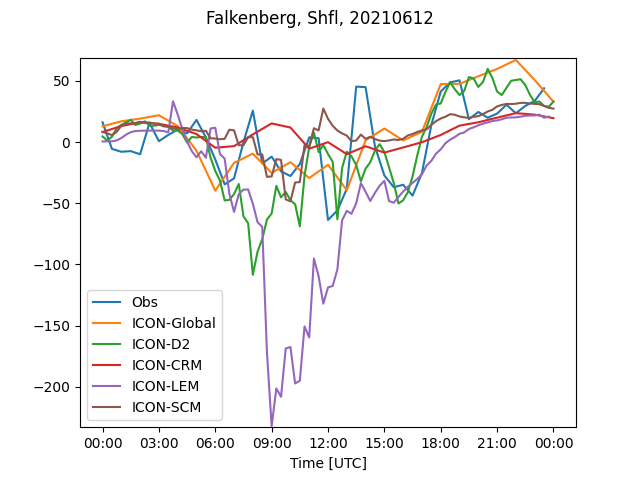 Falkenberg, Shfl, 20210612
50
0
−50
−100
−150
−200
Obs
ICON-Global
ICON-D2
ICON-CRM
ICON-LEM
ICON-SCM
00:00 03:00 06:00 09:00 12:00 15:00 18:00 21:00 00:00
Time [UTC]